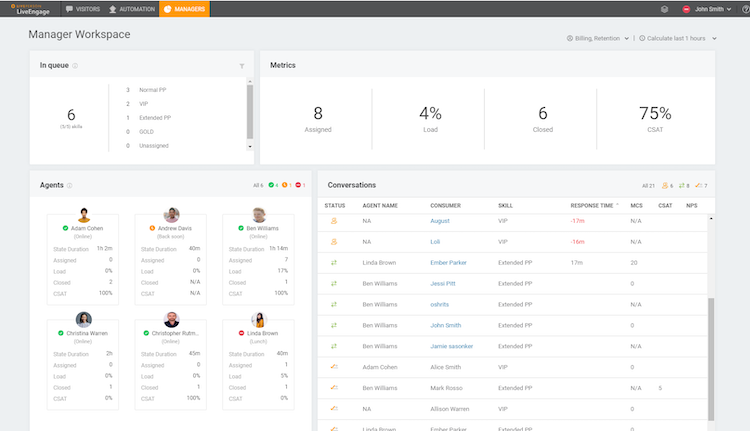 LIVEPERSON
LiveEngage
VISITORS
AUTOMATION
MANAGERS
John Smith
Manager Workspace
Billing, Retention
Calculate last 1 hours
In queue
6
(5/5) skills
3 Normal PP
2 VIP
1 Extended PP
0 GOLD
0 Unassigned
Metrics
8
Assigned
4%
Load
6
Closed
75%
CSAT
Agents
All 6 4 1 1
Adam Cohen
(Online)
State Duration 1h 2m
Assigned 0
Load 0%
Closed 2
CSAT: 100%
Andrew Davis
(Back soon)
State Duration 40m
Assigned 0
Load 0%
Closed N/A
CSAT: N/A
Ben Williams
(Online)
State Duration 1h 14m
Assigned 7
Load 17%
Closed 1
CSAT: 100%
Christina Warren
(Online)
State Duration 2h
Assigned 0
Load 0%
Closed 1
CSAT 0%
Christopher Rutm...
(Online)
State Duration 45m
Assigned 0
Load 0%
Closed 1
CSAT 100%
Linda Brown
(Lunch)
State Duration 40m
Assigned 1
Load 5%
Closed 1
CSAT 0%
Conversations
All 21 6 8 7
STATUS AGENT NAME CONSUMER SKILL RESPONSE TIME MCS CSAT NPS
NA August VIP -17m N/A
NA Loli VIP -16m N/A
Linda Brown Ember Parker Extended PP 17m 20
Ben Williams Jessi Pitt Extended PP 0
Ben Williams oshrits Extended PP 0
Ben Williams John Smith Extended PP 0
Ben Williams Jamie sasonker Extended PP 0
Adam Cohen Alice Smith VIP 0
Ben Williams Mark Rosso Extended PP N/A 5
NA Allison Warren VIP 0
Linda Brown Ember Parker Extended PP 0